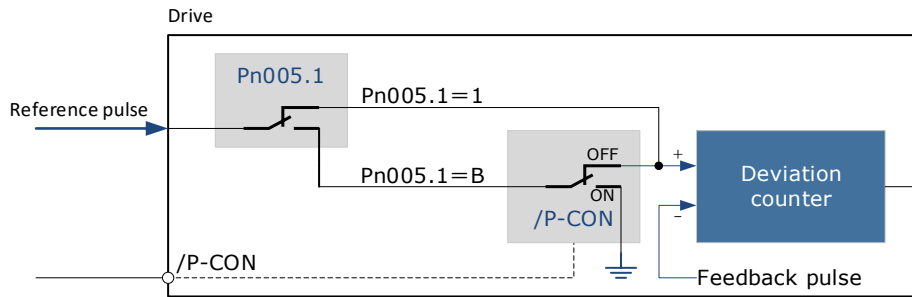 Drive
Pn005.1
Reference pulse
Pn005.1=1
Pn005.1=B
OFF
ON
/P-CON
+
−
Deviation
counter
/P-CON
Feedback pulse